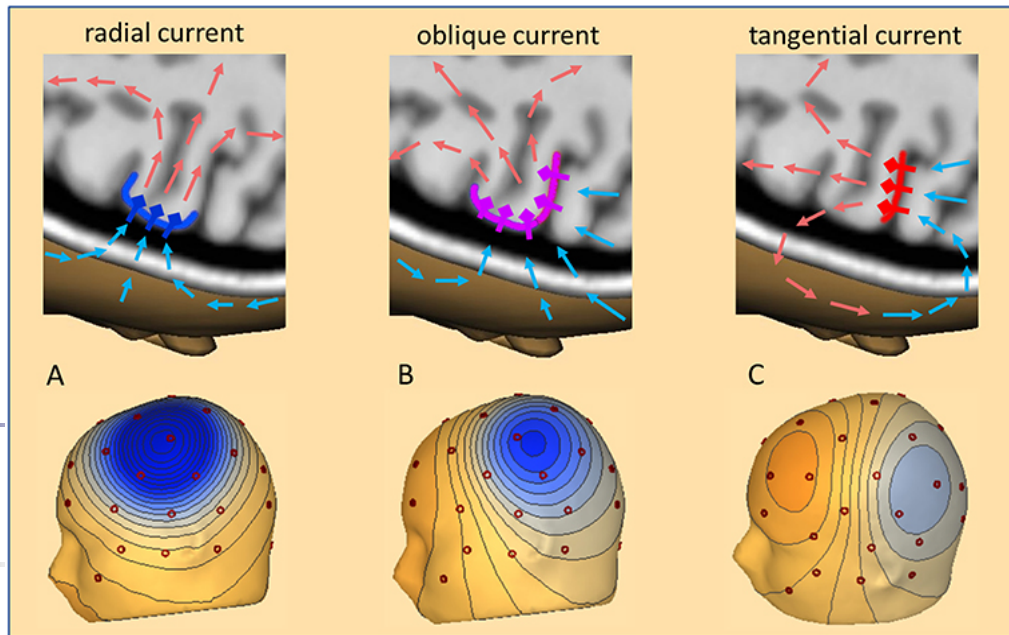 radial current
oblique current
tangential current
A
B
C